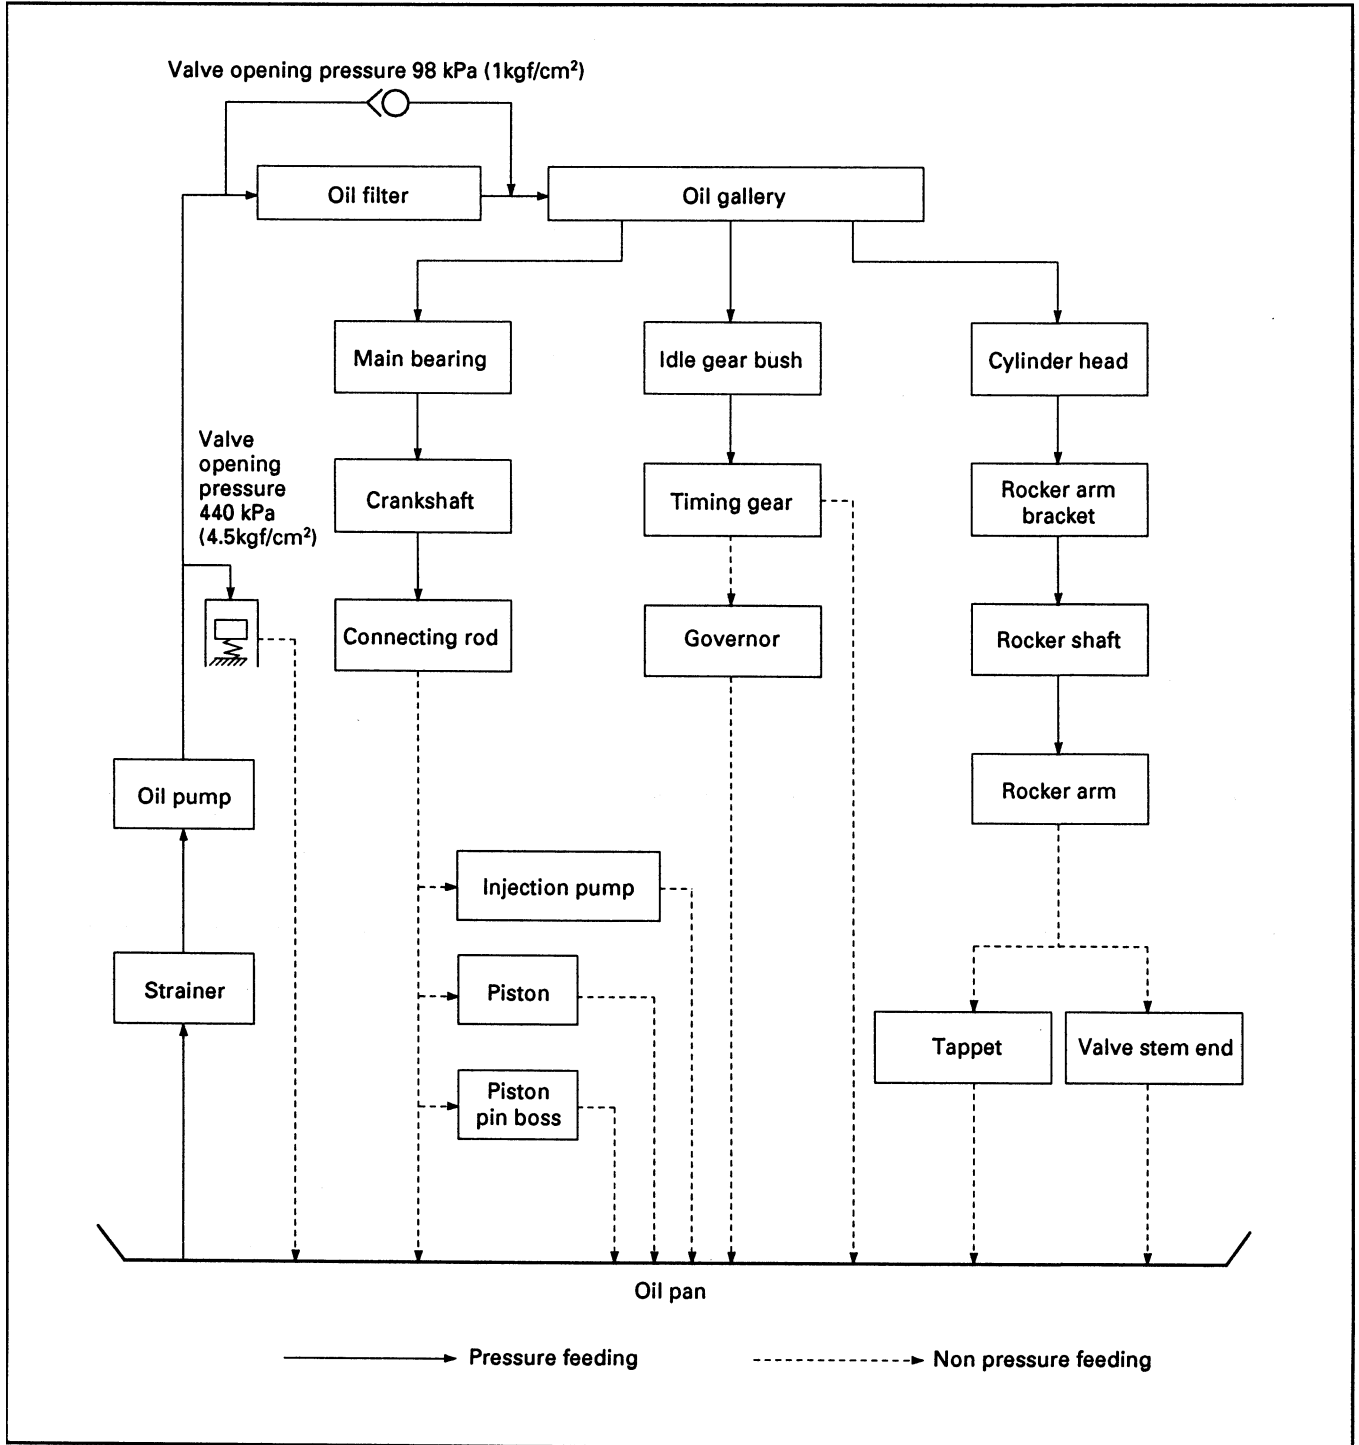 Valve opening pressure 98 kPa (1kgf/cm²)
Oil filter
Oil gallery
Main bearing
Idle gear bush
Cylinder head
Valve
opening
pressure
440 kPa
(4.5kgf/cm²)
Crankshaft
Timing gear
Rocker arm
bracket
Connecting rod
Governor
Rocker shaft
Oil pump
Rocker arm
Injection pump
Strainer
Piston
Tappet
Valve stem end
Piston
pin boss
Oil pan
Pressure feeding
Non pressure feeding